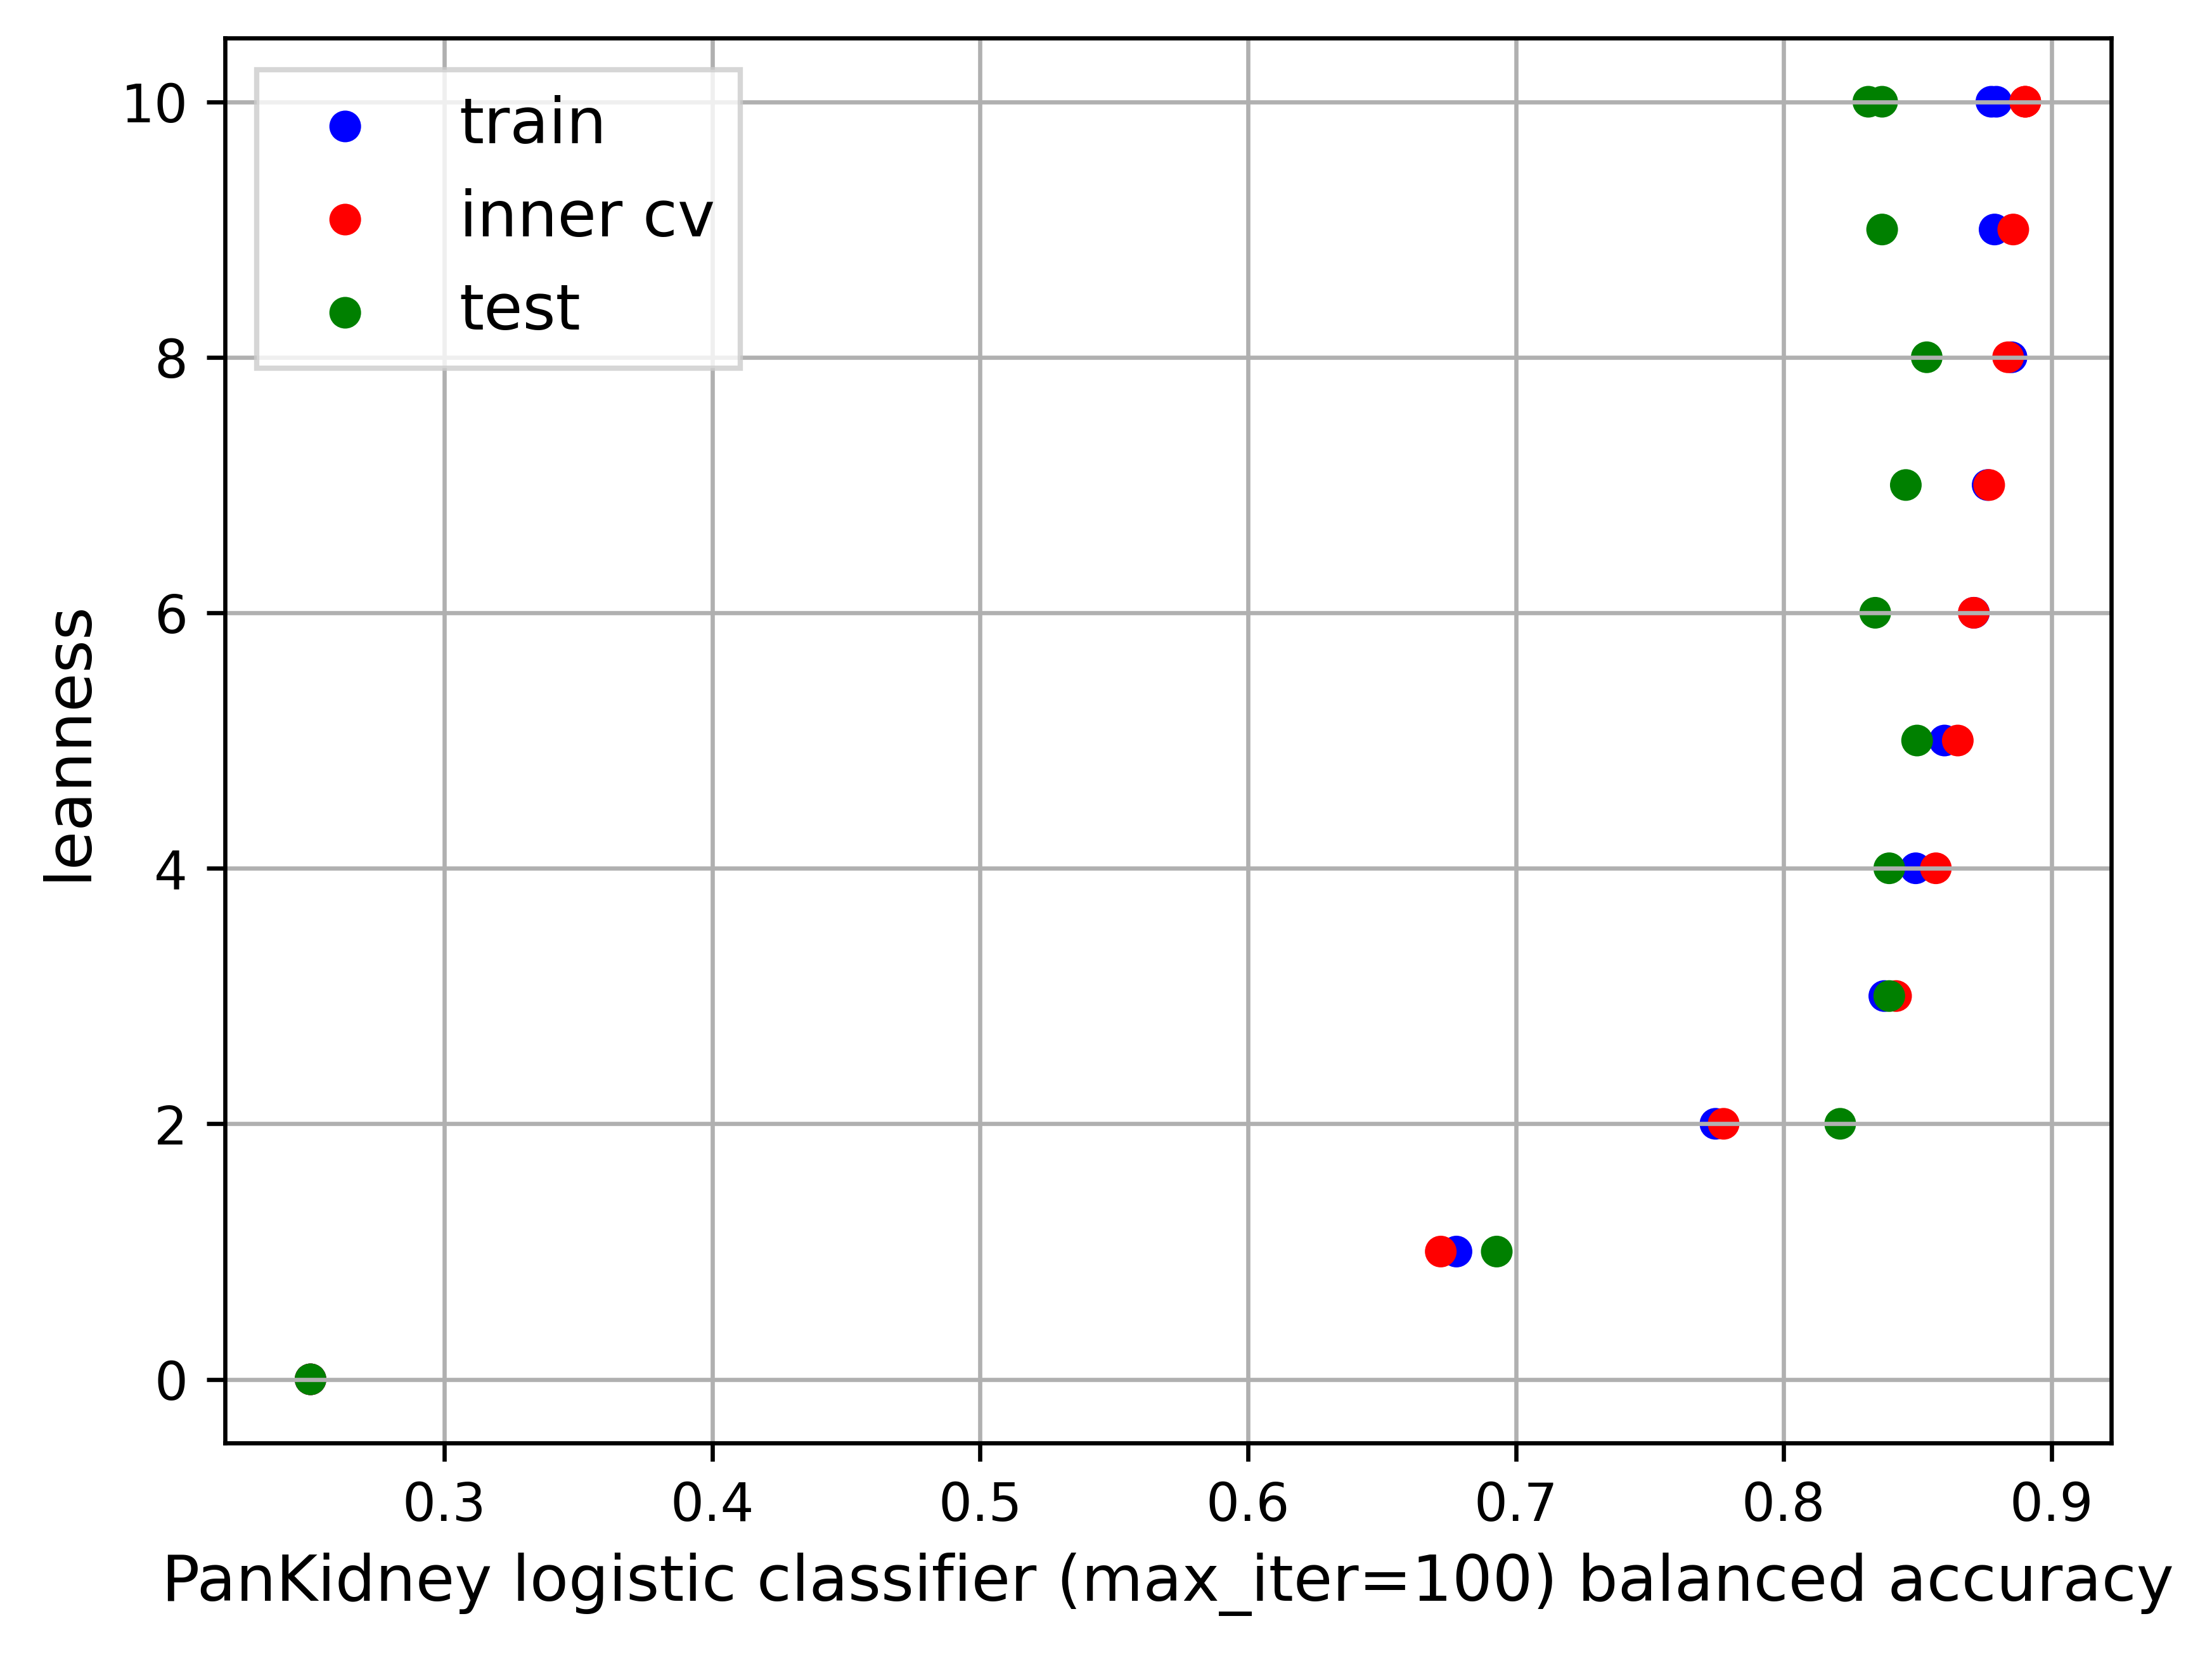 train
inner cv
test
10
8
6
4
2
0
leanness
0.3 0.4 0.5 0.6 0.7 0.8 0.9
PanKidney logistic classifier (max_iter=100) balanced accuracy